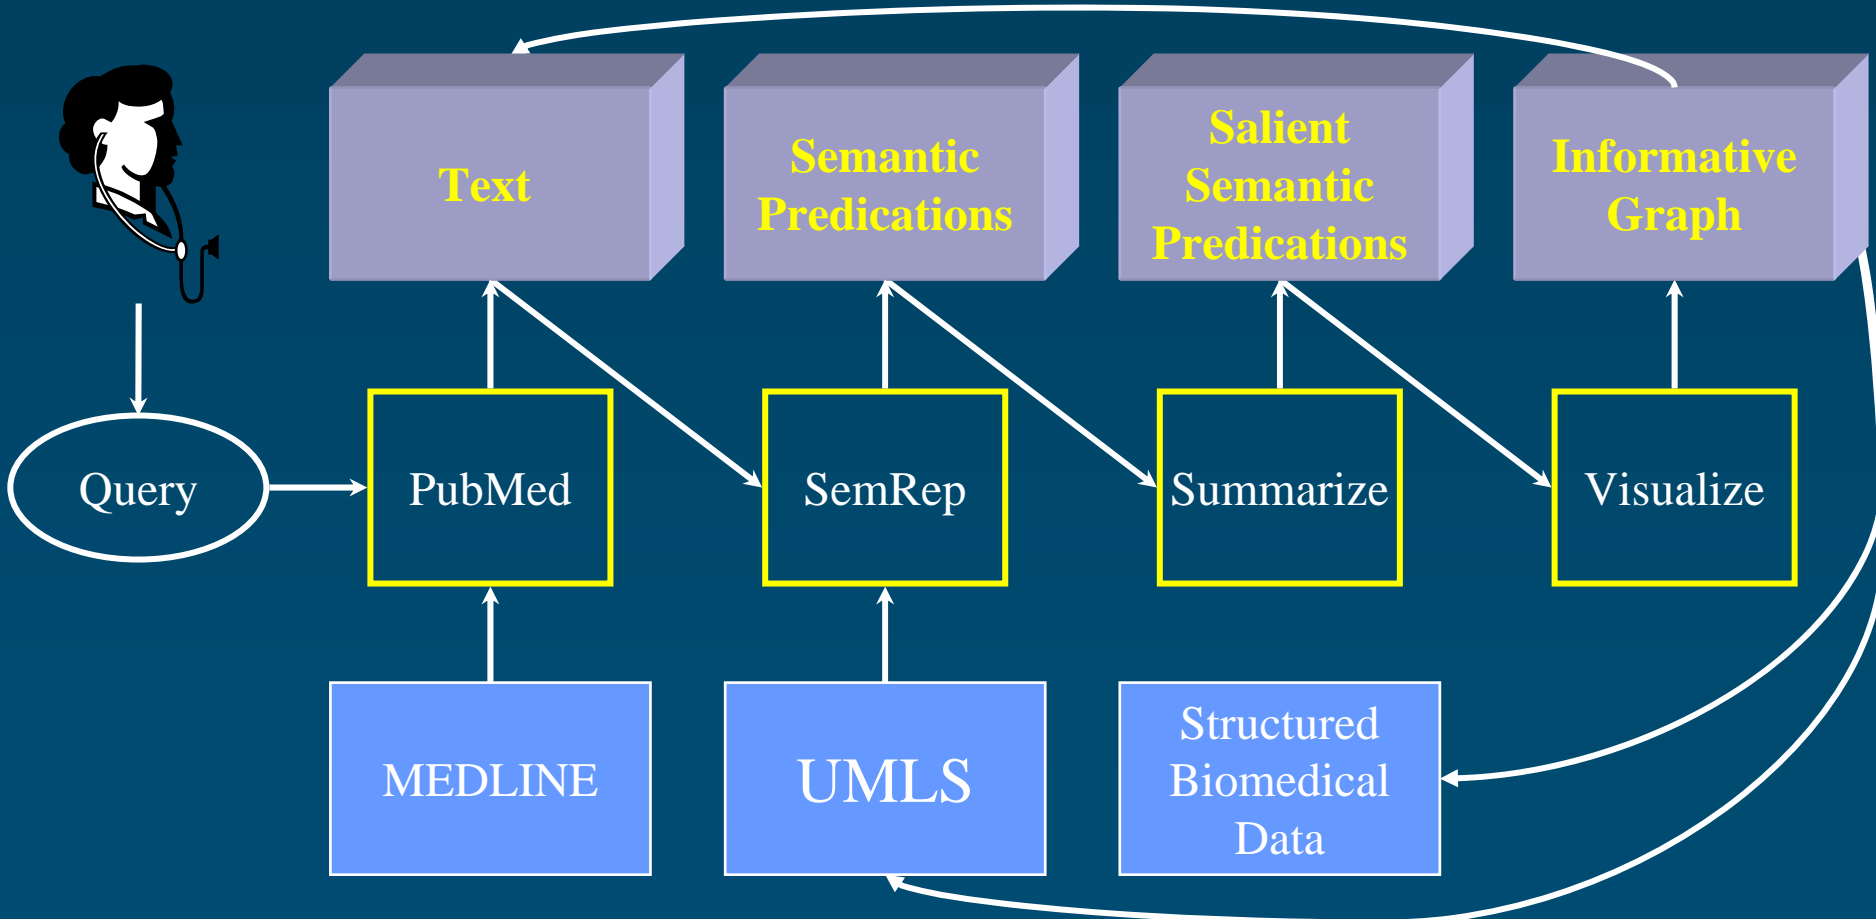 Text
Semantic
Predications
Salient
Semantic
Predications
Informative
Graph
Query
PubMed
SemRep
Summarize
Visualize
MEDLINE
UMLS
Structured
Biomedical
Data